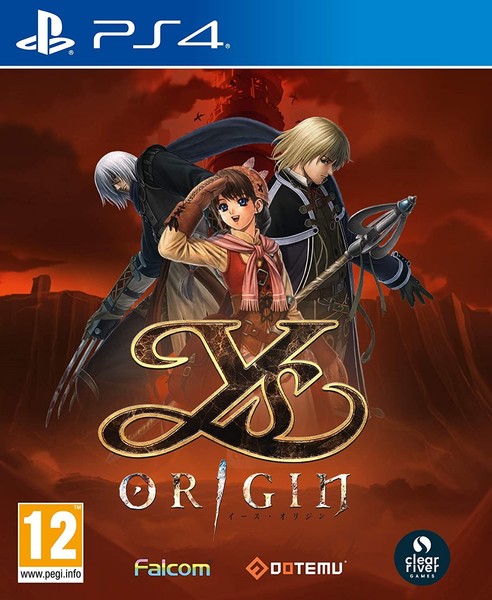 PS4
Ys
ORIGIN
イース・オリジン
12
www.pegi.info
Falcom
DOTEMU
clear
river
GAMES